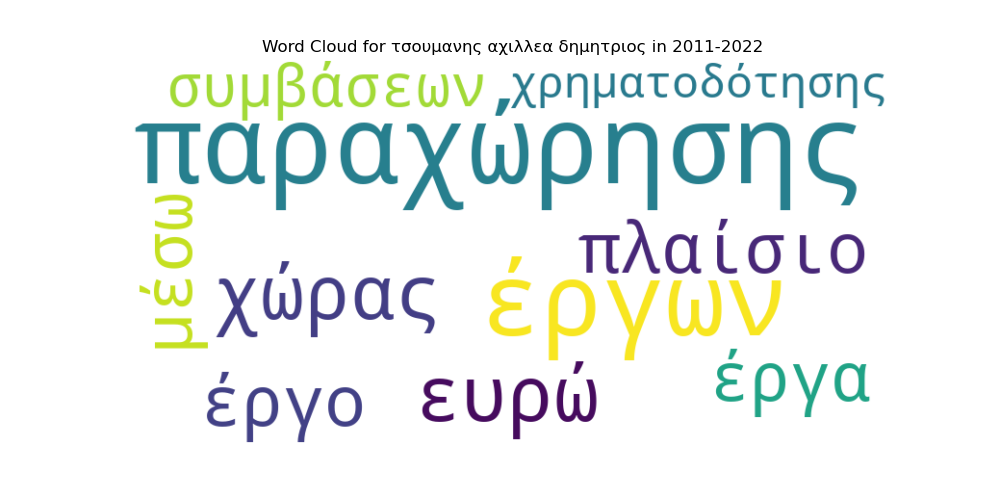 Word Cloud for τσουμανης αχιλλεα δημητριος in 2011-2022
συμβάσεων , χρηματοδότησης
παραχώρησης
μέσω
πλαίσιο
χώρας
έργων
έργο
ευρώ
έργα